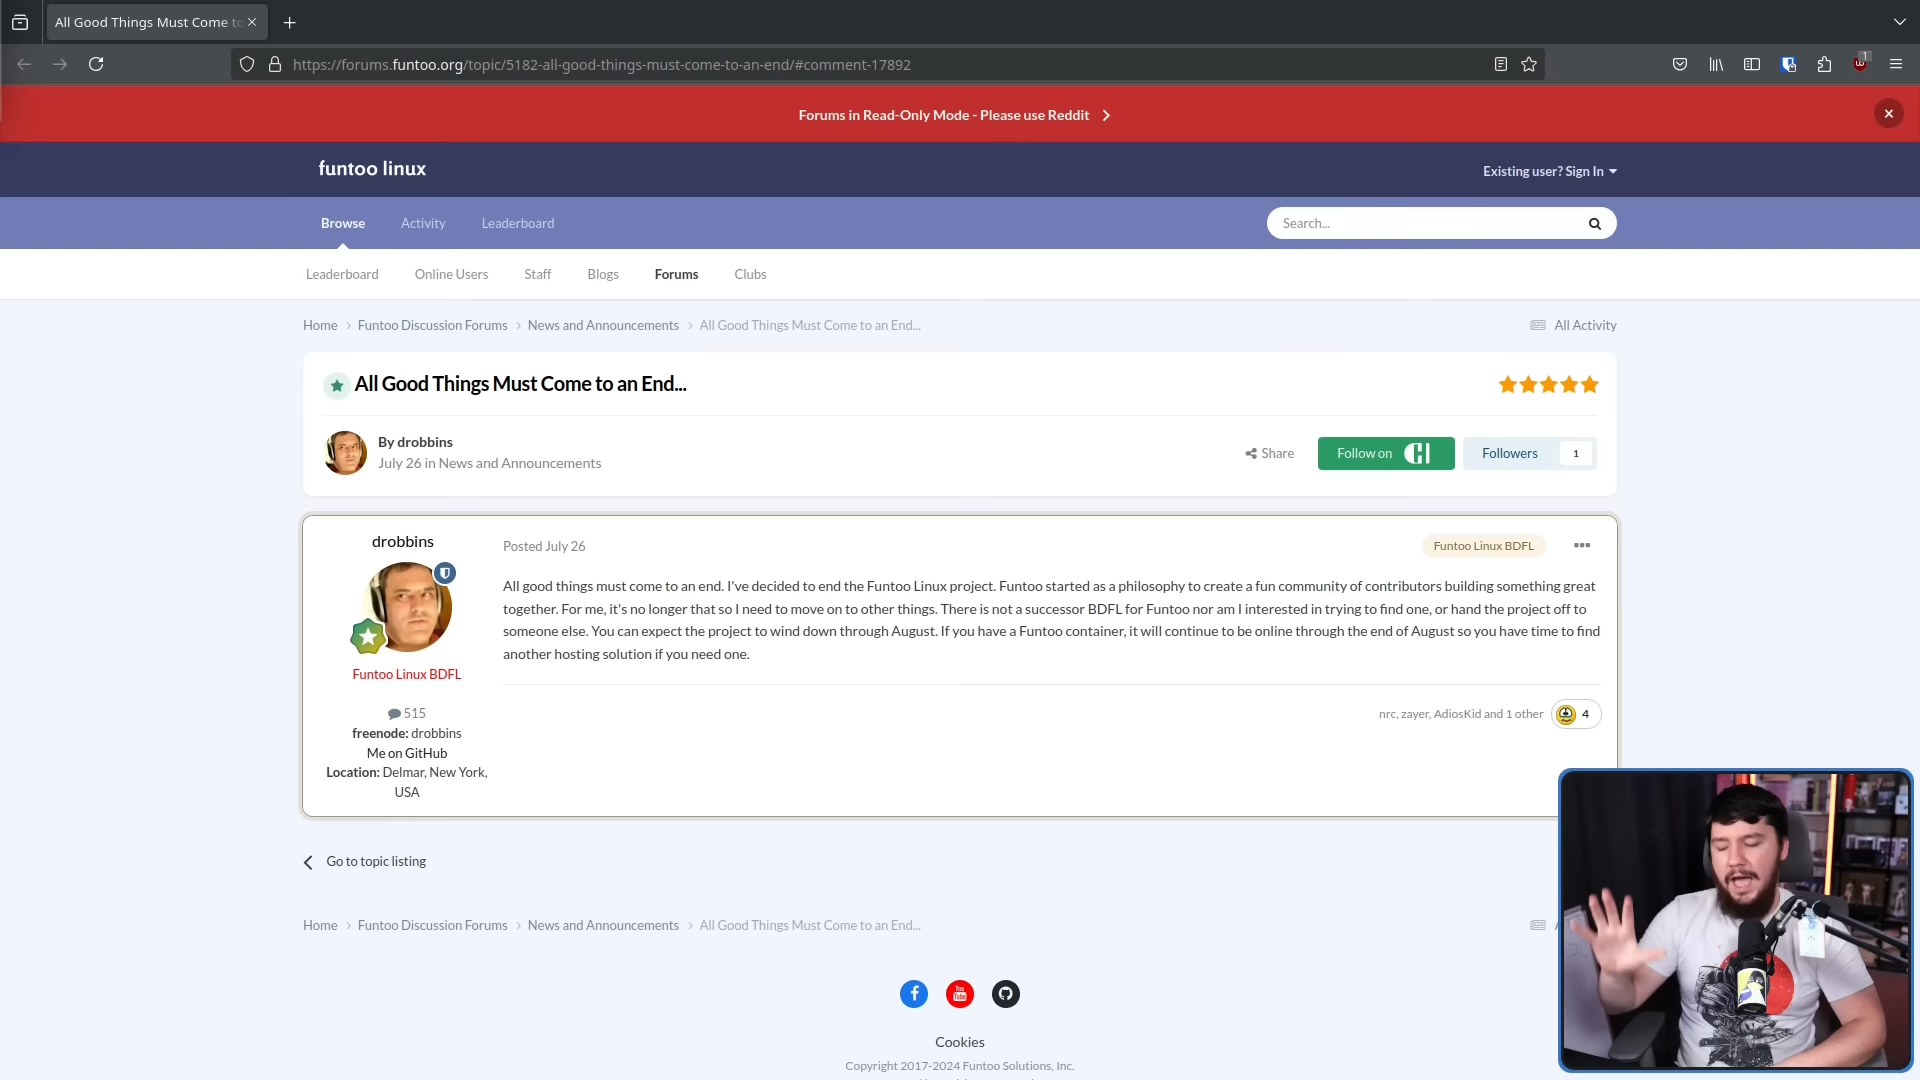 All Good Things Must Come to
https://forums.funtoo.org/topic/5182-all-good-things-must-come-to-an-end/#comment-17892
1
Forums in Read-Only Mode - Please use Reddit
funtoo linux
Existing user? Sign In
Browse
Activity
Leaderboard
Search...
Leaderboard
Online Users
Staff
Blogs
Forums
Clubs
Home
Funtoo Discussion Forums
News and Announcements
All Good Things Must Come to an End...
All Activity
All Good Things Must Come to an End...
By drobbins
July 26 in News and Announcements
Share
Follow on
Followers
1
drobbins
Posted July 26
Funtoo Linux BDFL
All good things must come to an end. I've decided to end the Funtoo Linux project. Funtoo started as a philosophy to create a fun community of contributors building something great
together. For me, it's no longer that so I need to move on to other things. There is not a successor BDFL for Funtoo nor am I interested in trying to find one, or hand the project off to
someone else. You can expect the project to wind down through August. If you have a Funtoo container, it will continue to be online through the end of August so you have time to find
another hosting solution if you need one.
Funtoo Linux BDFL
515
freenode: drobbins
Me on GitHub
Location: Delmar, New York,
USA
nrc, zayer, AdiosKid and 1 other
4
Go to topic listing
Home
Funtoo Discussion Forums
News and Announcements
All Good Things Must Come to an End...
You Tube
Cookies
Copyright 2017-2024 Funtoo Solutions, Inc.